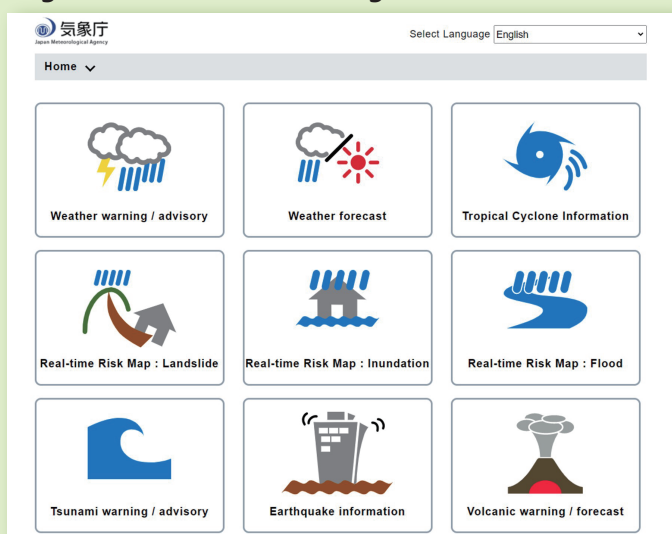 気象庁
Japan Meteorological Agency
Select Language English
Home
Weather warning / advisory
Weather forecast
Tropical Cyclone Information
Real-time Risk Map : Landslide
Real-time Risk Map : Inundation
Real-time Risk Map : Flood
Tsunami warning / advisory
Earthquake information
Volcanic warning / forecast